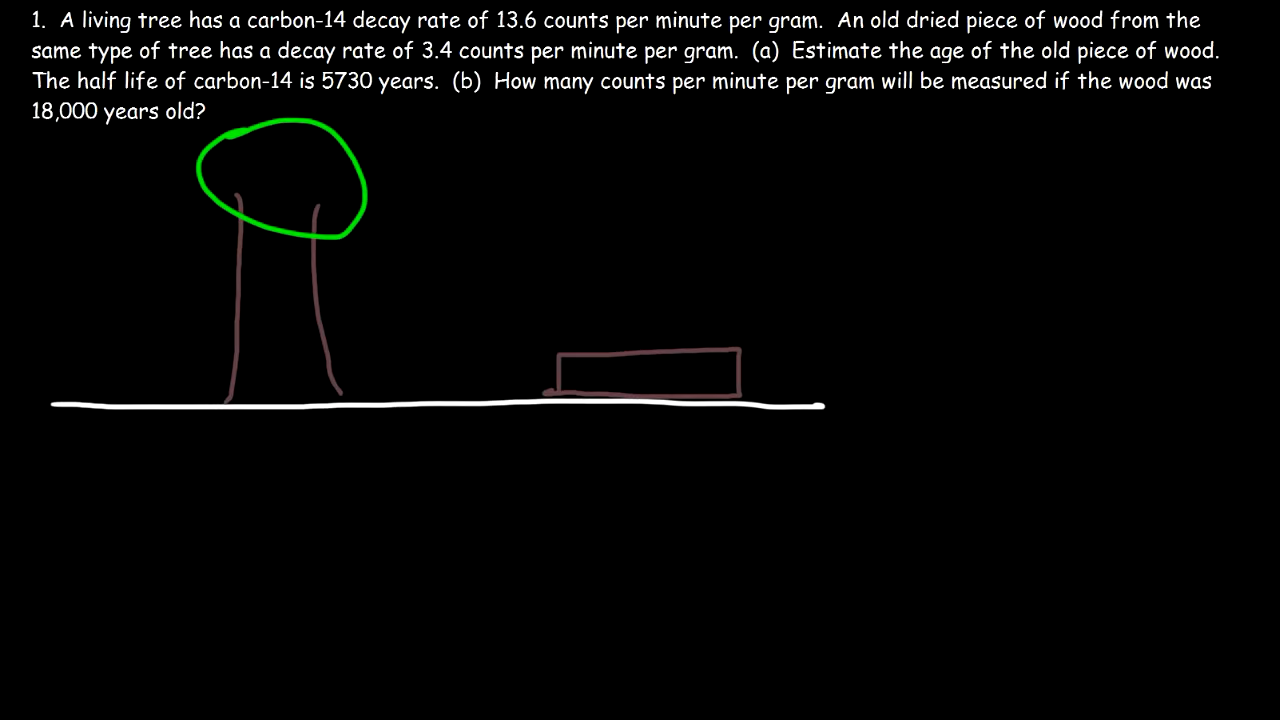 1.  A living tree has a carbon-14 decay rate of 13.6 counts per minute per gram.  An old dried piece of wood from the
same type of tree has a decay rate of 3.4 counts per minute per gram.  (a)  Estimate the age of the old piece of wood.
The half life of carbon-14 is 5730 years.  (b)  How many counts per minute per gram will be measured if the wood was
18,000 years old?